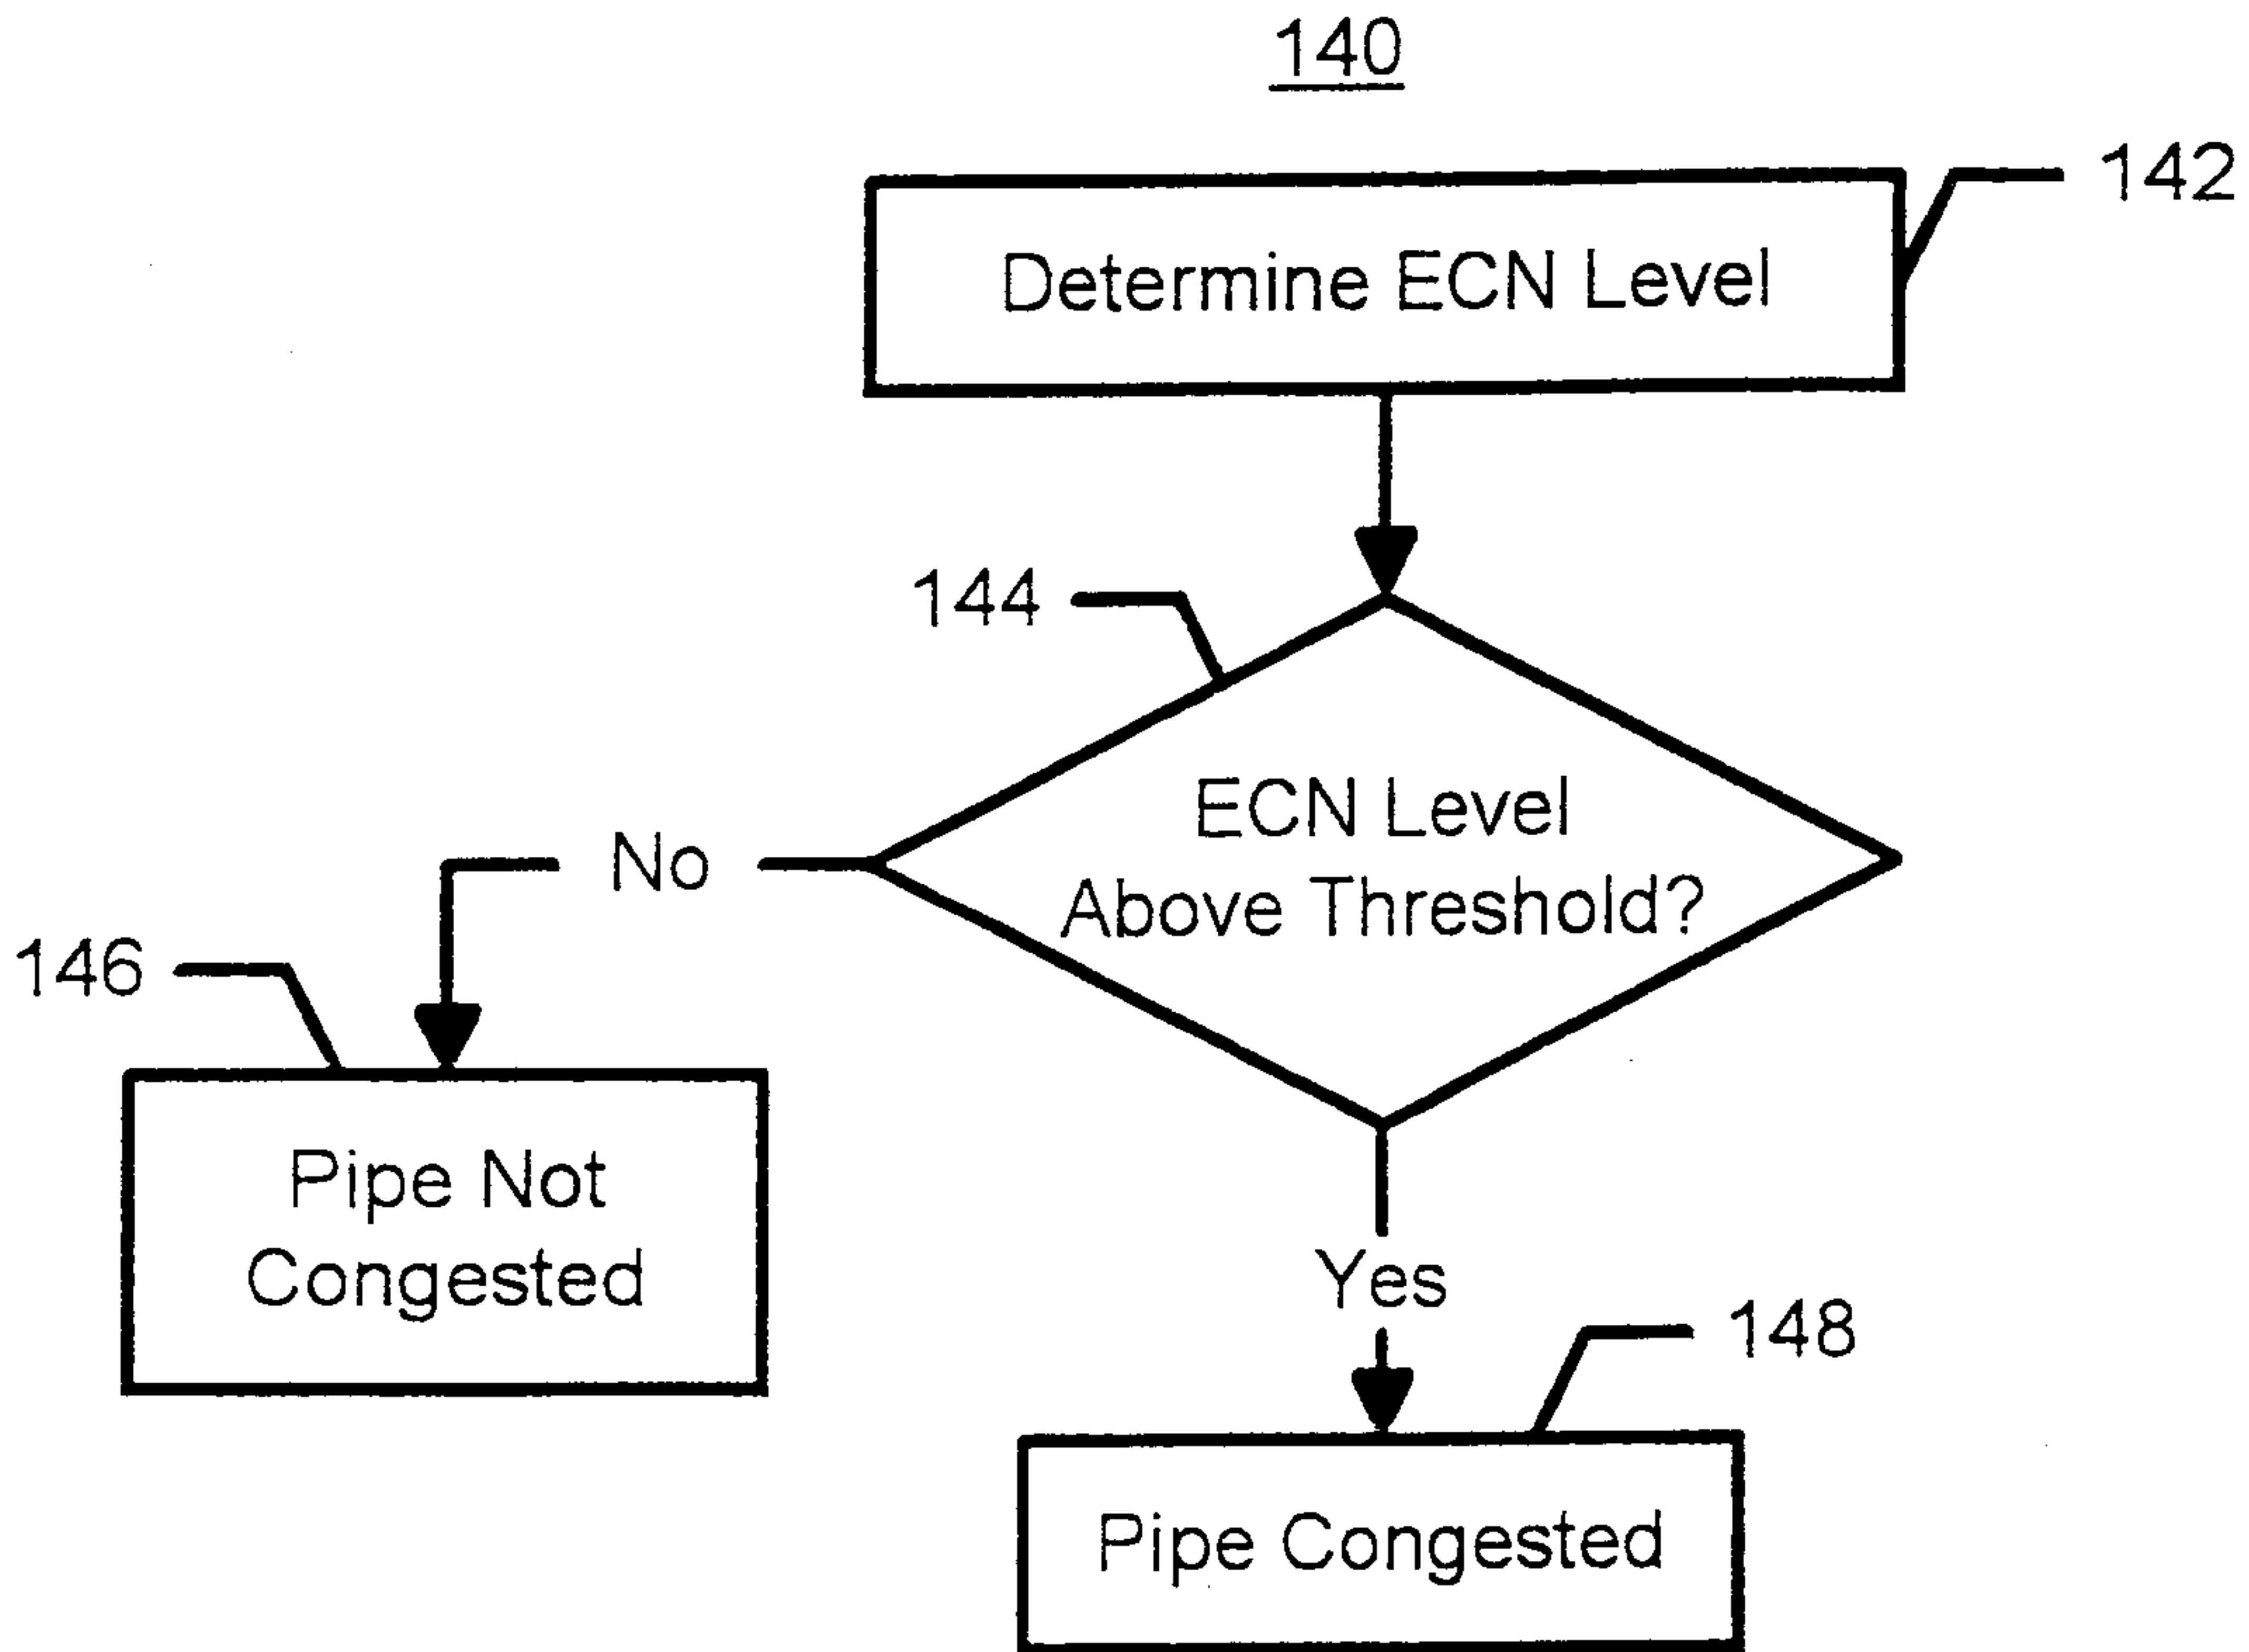 140
142
Determine ECN Level
144
ECN Level
Above Threshold?
No
146
Pipe Not
Congested
Yes
148
Pipe Congested